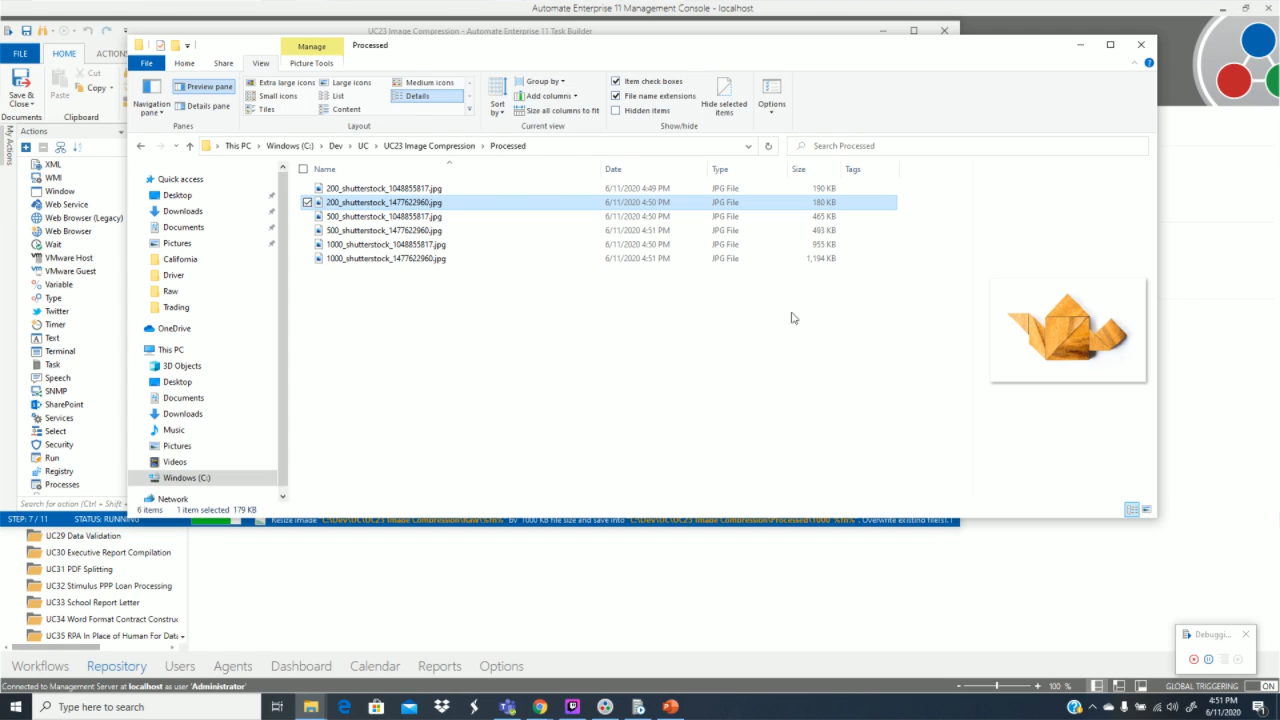 Automate Enterprise 11 Management Console - localhost
UC23 Image Compression - Automate Enterprise 11 Task Builder
FILE
HOME
ACTION
Save &
Close
Paste
Cut
Copy
Documents
Clipboard
Manage
Processed
File
Home
Share
View
Picture Tools
Navigation
pane
Preview pane
Details pane
Panes
Extra large icons
Large icons
Medium icons
Small icons
List
Details
Tiles
Content
Layout
Sort
by
Group by
Add columns
Size all columns to fit
Current view
Item check boxes
File name extensions
Hidden items
Hide selected
items
Show/hide
Options
This PC
Windows (C:)
Dev
UC
UC23 Image Compression
Processed
Search Processed
My Actions
Actions
XML
WMI
Window
Web Service
Web Browser (Legacy)
Web Browser
Wait
VMware Host
VMware Guest
Variable
Type
Twitter
Timer
Text
Terminal
Task
Speech
SNMP
SharePoint
Services
Select
Security
Run
Registry
Processes
Search for action (Ctrl + Shift +
Quick access
Desktop
Downloads
Documents
Pictures
California
Driver
Raw
Trading
OneDrive
This PC
3D Objects
Desktop
Documents
Downloads
Music
Pictures
Videos
Windows (C:)
Network
Name Date Type Size Tags
200_shutterstock_1048855817.jpg 6/11/2020 4:49 PM JPG File 190 KB
200_shutterstock_1477622960.jpg 6/11/2020 4:50 PM JPG File 180 KB
500_shutterstock_1048855817.jpg 6/11/2020 4:50 PM JPG File 465 KB
500_shutterstock_1477622960.jpg 6/11/2020 4:51 PM JPG File 493 KB
1000_shutterstock_1048855817.jpg 6/11/2020 4:50 PM JPG File 955 KB
1000_shutterstock_1477622960.jpg 6/11/2020 4:51 PM JPG File 1,194 KB
6 items 1 item selected 179 KB
STEP: 7 / 11 STATUS: RUNNING
UC29 Data Validation
UC30 Executive Report Compilation
UC31 PDF Splitting
UC32 Stimulus PPP Loan Processing
UC33 School Report Letter
UC34 Word Format Contract Construc
UC35 RPA In Place of Human For Data
Debuggi...
Workflows Repository Users Agents Dashboard Calendar Reports Options
Connected to Management Server at localhost as user 'Administrator'
100 %
GLOBAL TRIGGERING ON
Type here to search
4:51 PM
6/11/2020